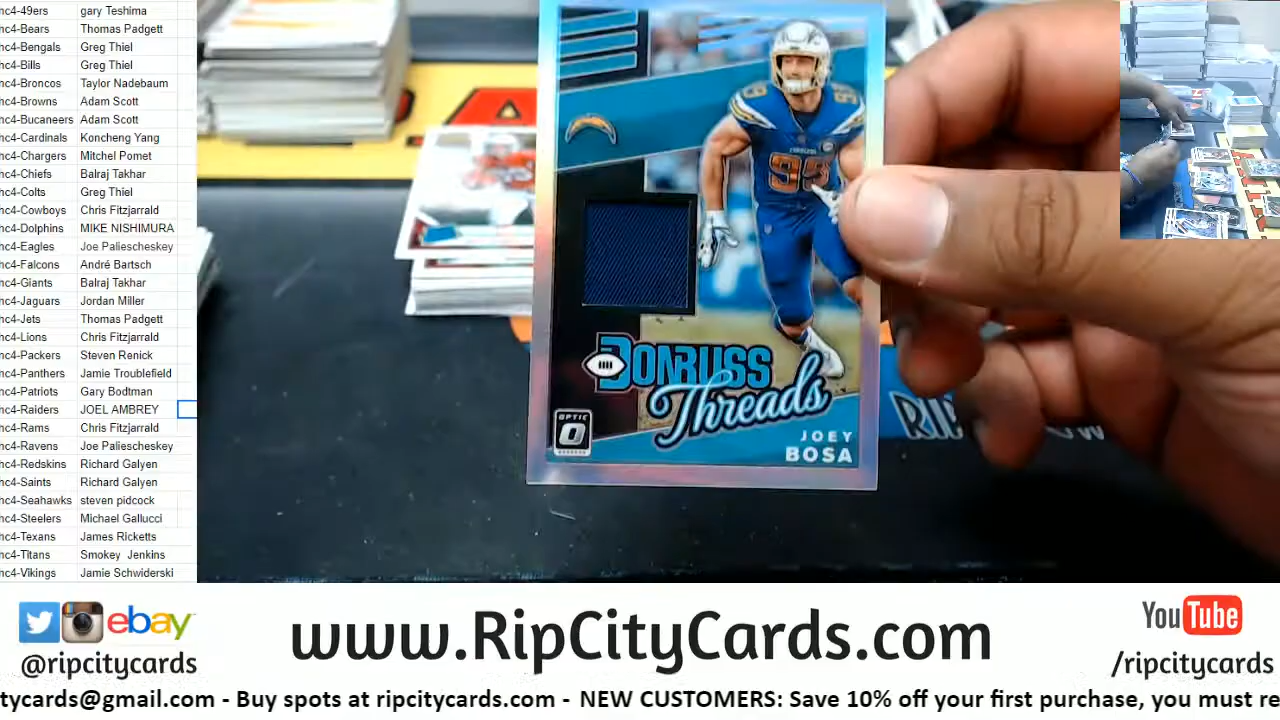 nc4-49ers gary Teshima
nc4-Bears Thomas Padgett
nc4-Bengals Greg Thiel
nc4-Bills Greg Thiel
nc4-Broncos Taylor Nadebaum
nc4-Browns Adam Scott
nc4-Bucaneers Adam Scott
nc4-Cardinals Koncheng Yang
nc4-Chargers Mitchel Pomet
nc4-Chiefs Balraj Takhar
nc4-Colts Greg Thiel
nc4-Cowboys Chris Fitzjarrald
nc4-Dolphins MIKE NISHIMURA
nc4-Eagles Joe Paliescheskey
nc4-Falcons André Bartsch
nc4-Giants Balraj Takhar
nc4-Jaguars Jordan Miller
nc4-Jets Thomas Padgett
nc4-Lions Chris Fitzjarrald
nc4-Packers Steven Renick
nc4-Panthers Jamie Troublefield
nc4-Patriots Gary Bodtman
nc4-Raiders JOEL AMBREY
nc4-Rams Chris Fitzjarrald
nc4-Ravens Joe Paliescheskey
nc4-Redskins Richard Galyen
nc4-Saints Richard Galyen
nc4-Seahawks steven pidcock
nc4-Steelers Michael Gallucci
nc4-Texans James Ricketts
nc4-Titans Smokey Jenkins
nc4-Vikings Jamie Schwiderski
99
DONRUSS
Threads
OPTIC
JOEY
BOSA
ebay
@ripcitycards
www.RipCityCards.com
YouTube
/ripcitycards
tycards@gmail.com - Buy spots at ripcitycards.com - NEW CUSTOMERS: Save 10% off your first purchase, you must re